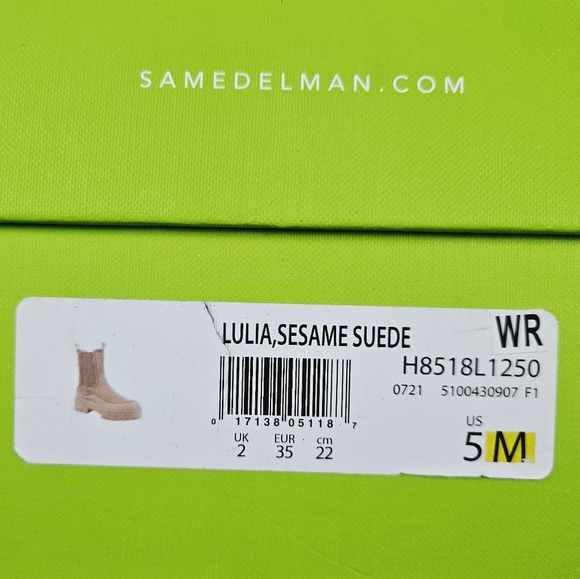 SAMEDELMAN.COM
LULIA,SESAME SUEDE
WR
H8518L1250
0721 5100430907 F1
0 17138 05118 7
UK EUR cm
2 35 22
US
5 M